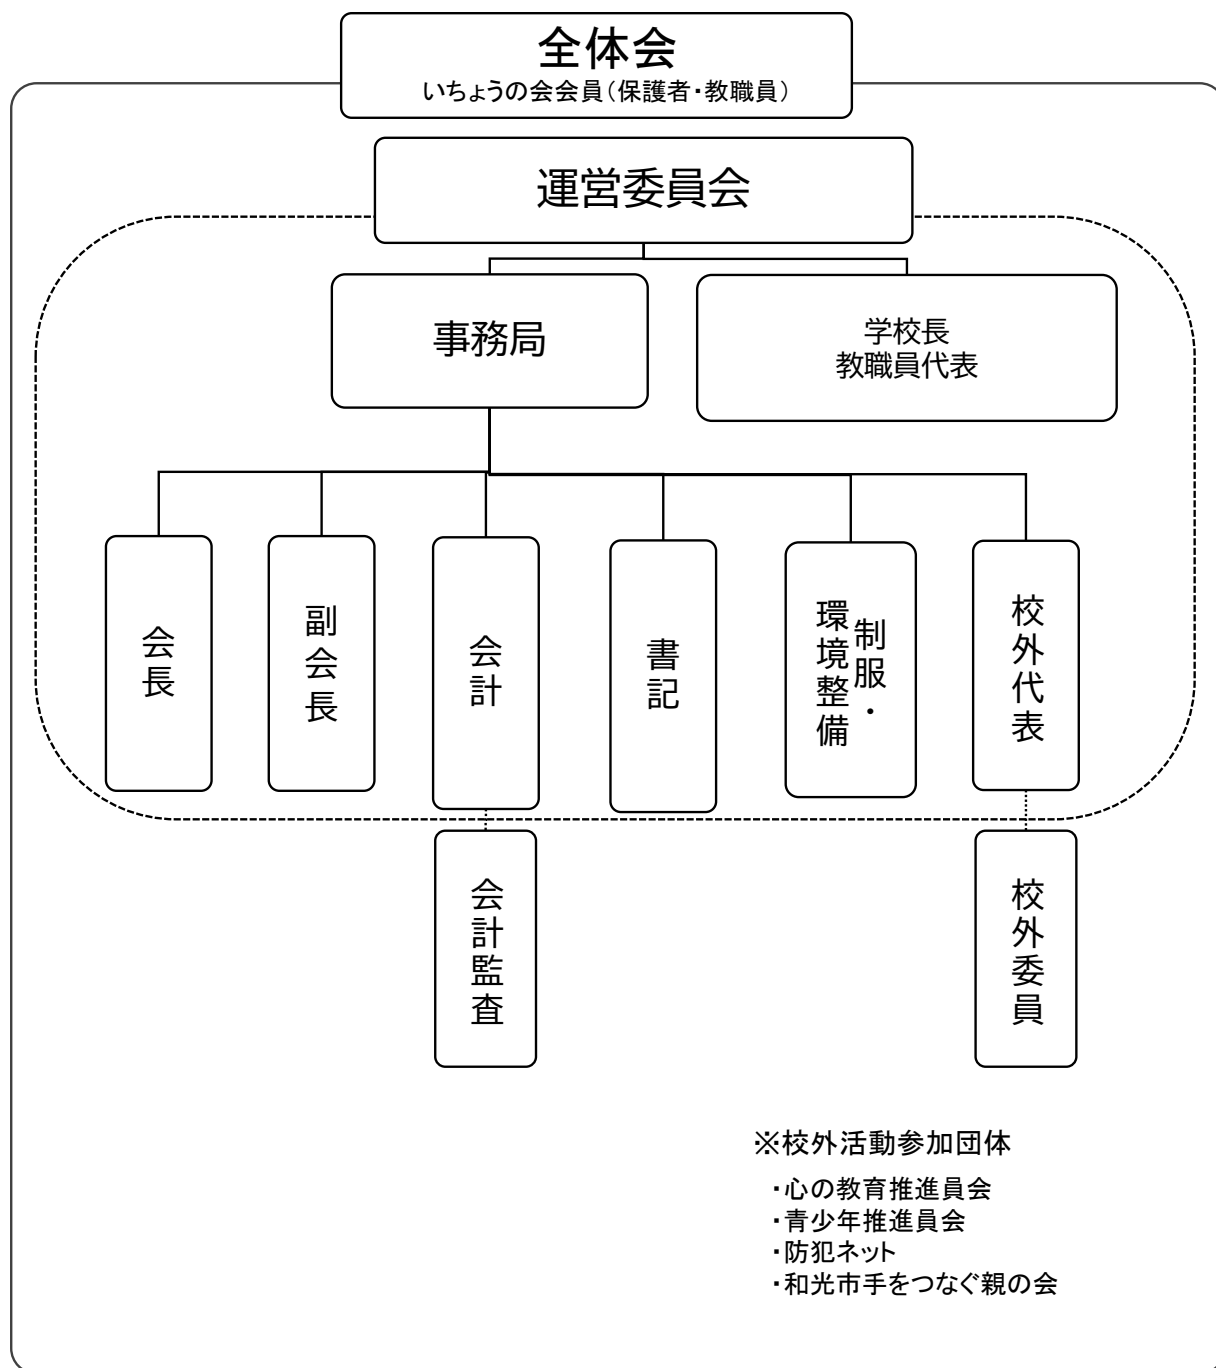 全体会
いちょうの会会員（保護者・教職員）
運営委員会
事務局
学校長
教職員代表
会長
副会長
会計
書記
制服・
環境整備
校外代表
会計監査
校外委員
※校外活動参加団体
・心の教育推進員会
・青少年推進員会
・防犯ネット
・和光市手をつなぐ親の会